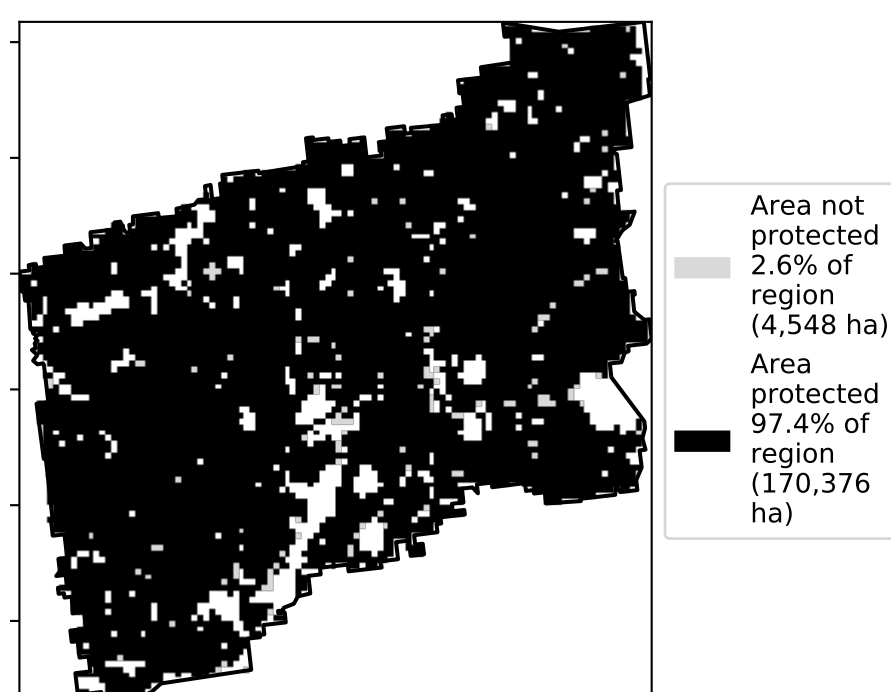 Area not
protected
2.6% of
region
(4,548 ha)
Area
protected
97.4% of
region
(170,376
ha)